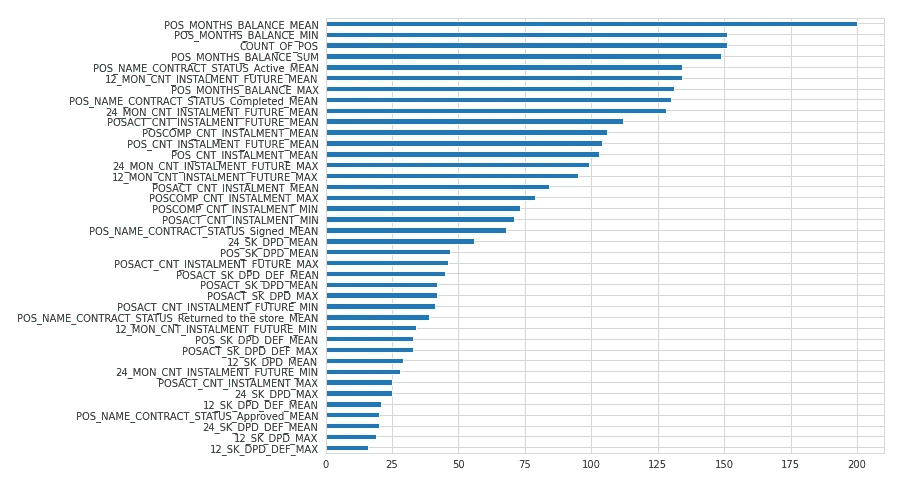 POS_MONTHS_BALANCE_MEAN
POS_MONTHS_BALANCE_MIN
COUNT_OF_POS
POS_MONTHS_BALANCE_SUM
POS_NAME_CONTRACT_STATUS_Active_MEAN
12_MON_CNT_INSTALMENT_FUTURE_MEAN
POS_MONTHS_BALANCE_MAX
POS_NAME_CONTRACT_STATUS_Completed_MEAN
24_MON_CNT_INSTALMENT_FUTURE_MEAN
POSACT_CNT_INSTALMENT_FUTURE_MEAN
POSCOMP_CNT_INSTALMENT_MEAN
POS_CNT_INSTALMENT_FUTURE_MEAN
POS_CNT_INSTALMENT_MEAN
24_MON_CNT_INSTALMENT_FUTURE_MAX
12_MON_CNT_INSTALMENT_FUTURE_MAX
POSACT_CNT_INSTALMENT_MEAN
POSCOMP_CNT_INSTALMENT_MAX
POSCOMP_CNT_INSTALMENT_MIN
POSACT_CNT_INSTALMENT_MIN
POS_NAME_CONTRACT_STATUS_Signed_MEAN
24_SK_DPD_MEAN
POS_SK_DPD_MEAN
POSACT_CNT_INSTALMENT_FUTURE_MAX
POSACT_SK_DPD_DEF_MEAN
POSACT_SK_DPD_MEAN
POSACT_SK_DPD_MAX
POSACT_CNT_INSTALMENT_FUTURE_MIN
POS_NAME_CONTRACT_STATUS_Returned to the store_MEAN
12_MON_CNT_INSTALMENT_FUTURE_MIN
POS_SK_DPD_DEF_MEAN
POSACT_SK_DPD_DEF_MAX
12_SK_DPD_MEAN
24_MON_CNT_INSTALMENT_FUTURE_MIN
POSACT_CNT_INSTALMENT_MAX
24_SK_DPD_MAX
12_SK_DPD_DEF_MEAN
POS_NAME_CONTRACT_STATUS_Approved_MEAN
24_SK_DPD_DEF_MEAN
12_SK_DPD_MAX
12_SK_DPD_DEF_MAX
0 25 50 75 100 125 150 175 200